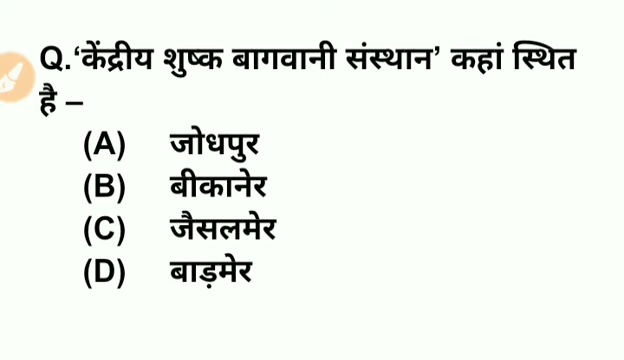 Q.‘केंद्रीय शुष्क बागवानी संस्थान’ कहां स्थित
है –
(A) जोधपुर
(B) बीकानेर
(C) जैसलमेर
(D) बाड़मेर